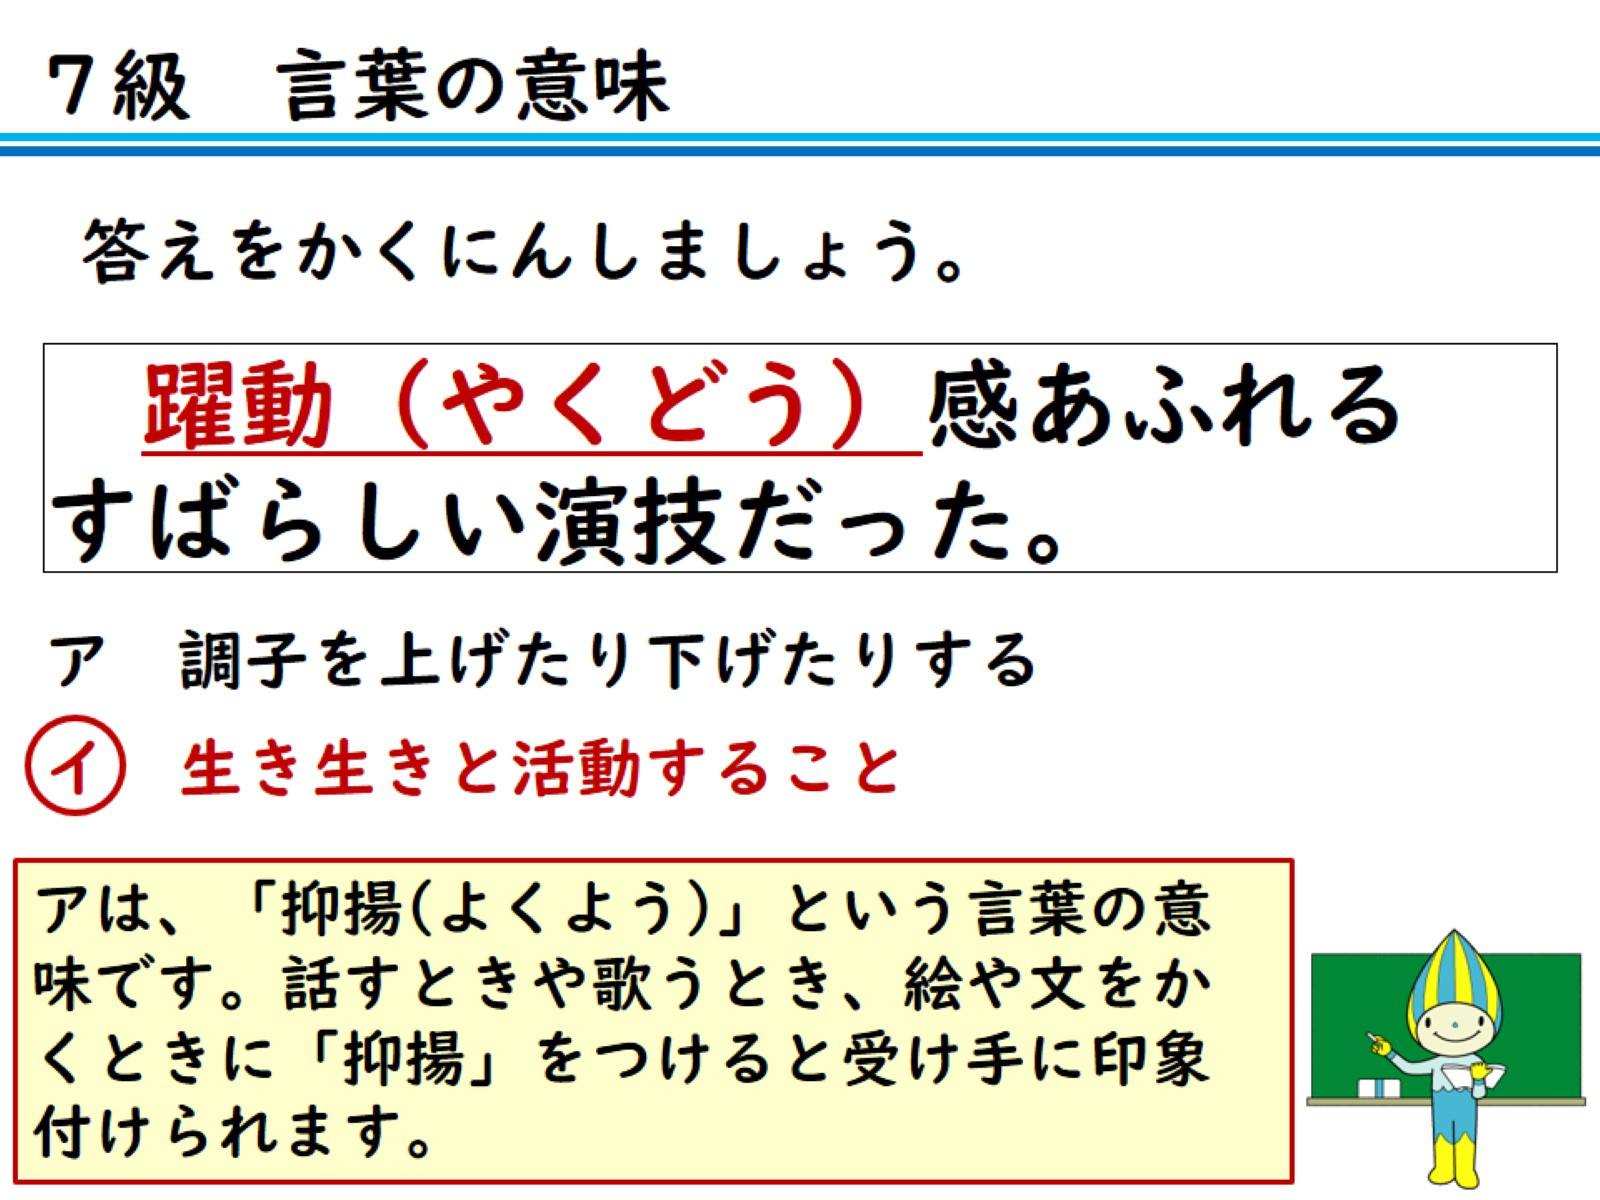 ７級　言葉の意味
答えをかくにんしましょう。
躍動（やくどう）感あふれる
すばらしい演技だった。
ア　調子を上げたり下げたりする
イ　生き生きと活動すること
アは、「抑揚(よくよう)」という言葉の意
味です。話すときや歌うとき、絵や文をか
くときに「抑揚」をつけると受け手に印象
付けられます。